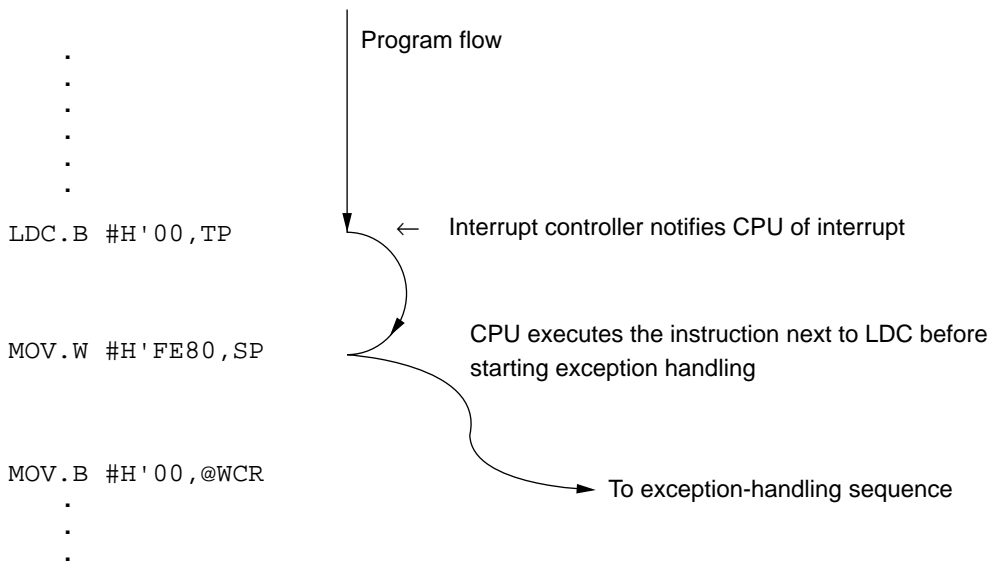 Program flow
.
.
.
.
.
.
LDC.B #H'00,TP
← Interrupt controller notifies CPU of interrupt
MOV.W #H'FE80,SP
CPU executes the instruction next to LDC before
starting exception handling
MOV.B #H'00,@WCR
To exception-handling sequence
.
.
.